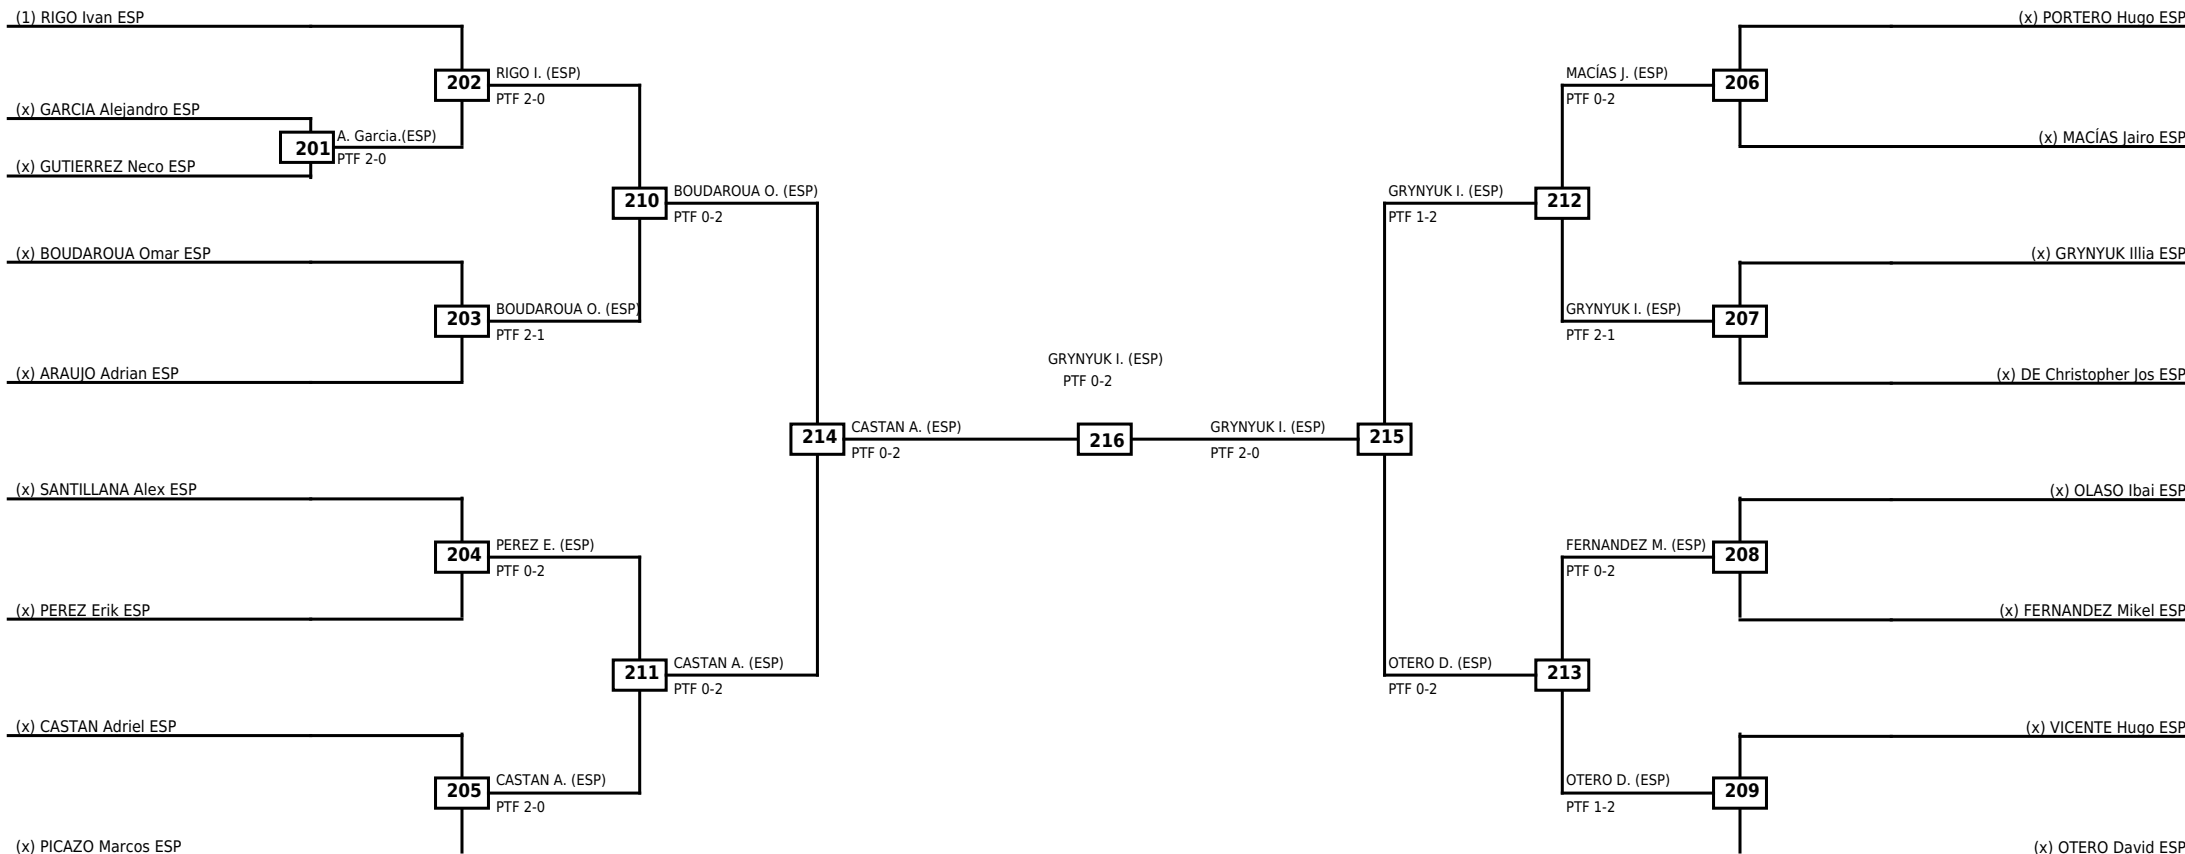 (1) RIGO Ivan ESP
(x) PORTERO Hugo ESP
202
RIGO I. (ESP)
PTF 2-0
MACÍAS J. (ESP)
PTF 0-2
206
(x) GARCIA Alejandro ESP
201
A. Garcia.(ESP)
PTF 2-0
(x) MACÍAS Jairo ESP
(x) GUTIERREZ Neco ESP
210
BOUDAROUA O. (ESP)
PTF 0-2
GRYNYUK I. (ESP)
PTF 1-2
212
(x) BOUDAROUA Omar ESP
(x) GRYNYUK Illia ESP
203
BOUDAROUA O. (ESP)
PTF 2-1
GRYNYUK I. (ESP)
PTF 2-1
207
(x) ARAUJO Adrian ESP
GRYNYUK I. (ESP)
PTF 0-2
(x) DE Christopher Jos ESP
214
CASTAN A. (ESP)
PTF 0-2
216
GRYNYUK I. (ESP)
PTF 2-0
215
(x) SANTILLANA Alex ESP
(x) OLASO Ibai ESP
204
PEREZ E. (ESP)
PTF 0-2
FERNANDEZ M. (ESP)
PTF 0-2
208
(x) PEREZ Erik ESP
(x) FERNANDEZ Mikel ESP
211
CASTAN A. (ESP)
PTF 0-2
OTERO D. (ESP)
PTF 0-2
213
(x) CASTAN Adriel ESP
(x) VICENTE Hugo ESP
205
CASTAN A. (ESP)
PTF 2-0
OTERO D. (ESP)
PTF 1-2
209
(x) PICAZO Marcos ESP
(x) OTERO David ESP